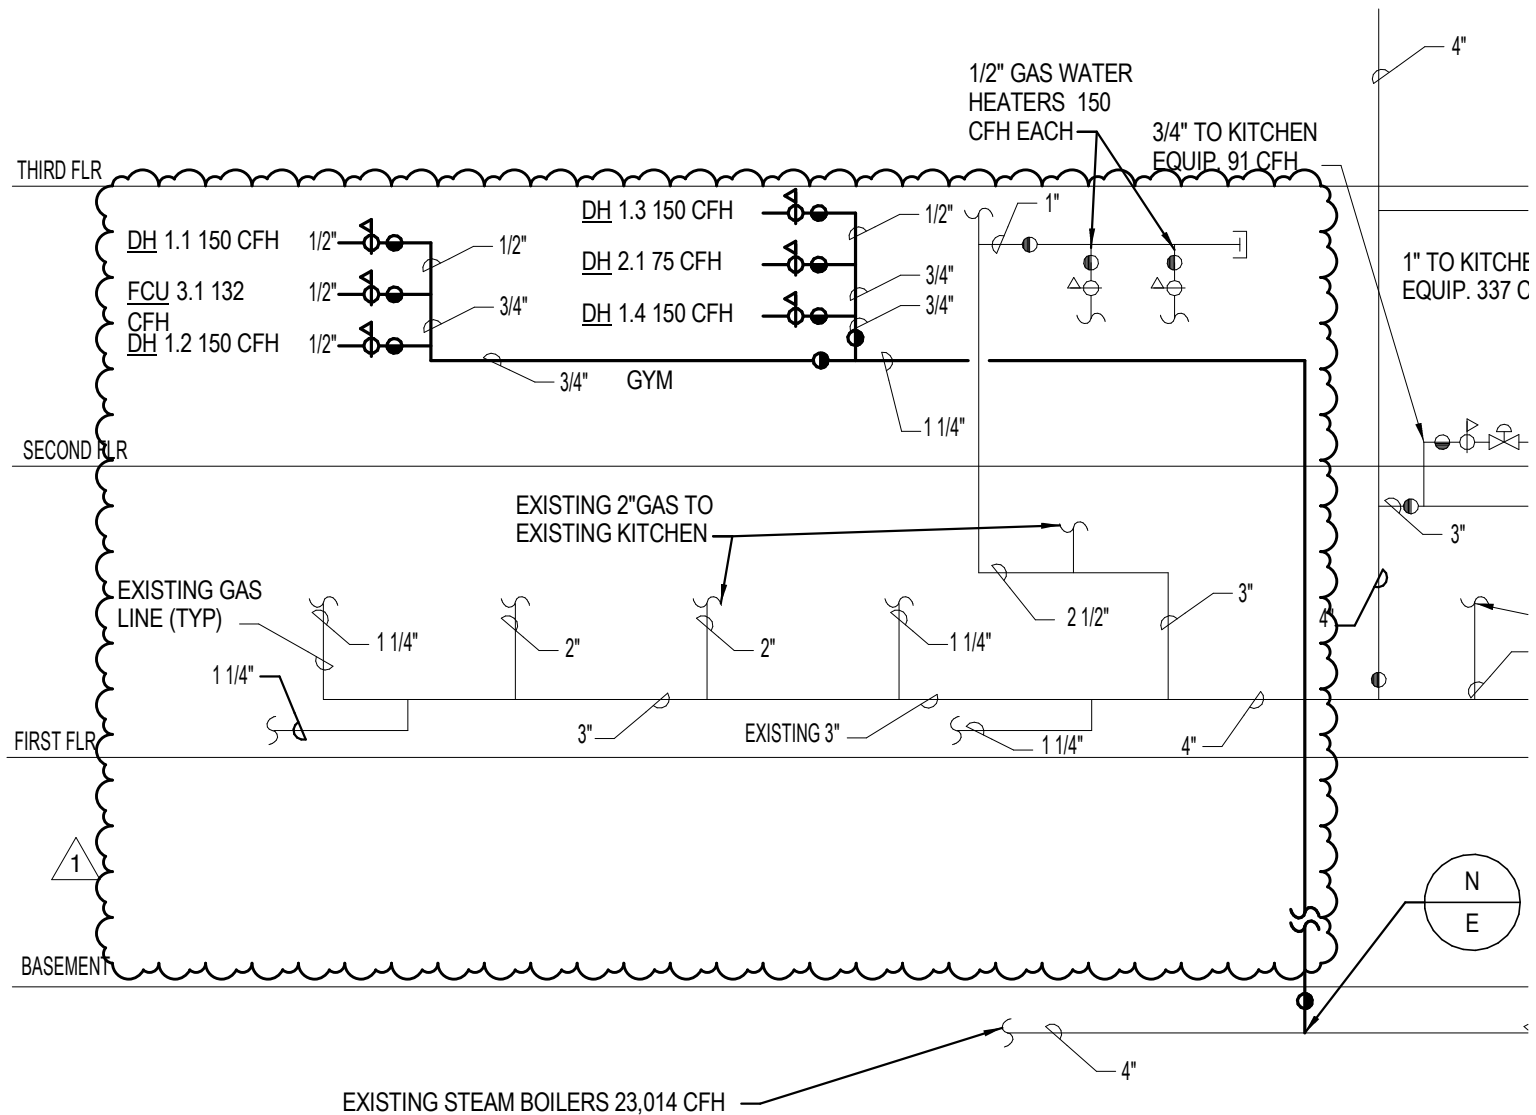 4"
1/2" GAS WATER
HEATERS 150
CFH EACH
3/4" TO KITCHEN
EQUIP. 91 CFH
THIRD FLR
DH 1.1 150 CFH 1/2"
1/2"
FCU 3.1 132
CFH
1/2"
3/4"
DH 1.2 150 CFH 1/2"
DH 1.3 150 CFH
1/2"
DH 2.1 75 CFH
3/4"
DH 1.4 150 CFH
3/4"
1"
1" TO KITCHE
EQUIP. 337 C
3/4"
GYM
1 1/4"
SECOND FLR
EXISTING 2"GAS TO
EXISTING KITCHEN
3"
EXISTING GAS
LINE (TYP)
1 1/4"
2"
2"
1 1/4"
2 1/2"
3"
4"
1 1/4"
3"
EXISTING 3"
1 1/4"
4"
FIRST FLR
1
N
E
BASEMENT
4"
EXISTING STEAM BOILERS 23,014 CFH